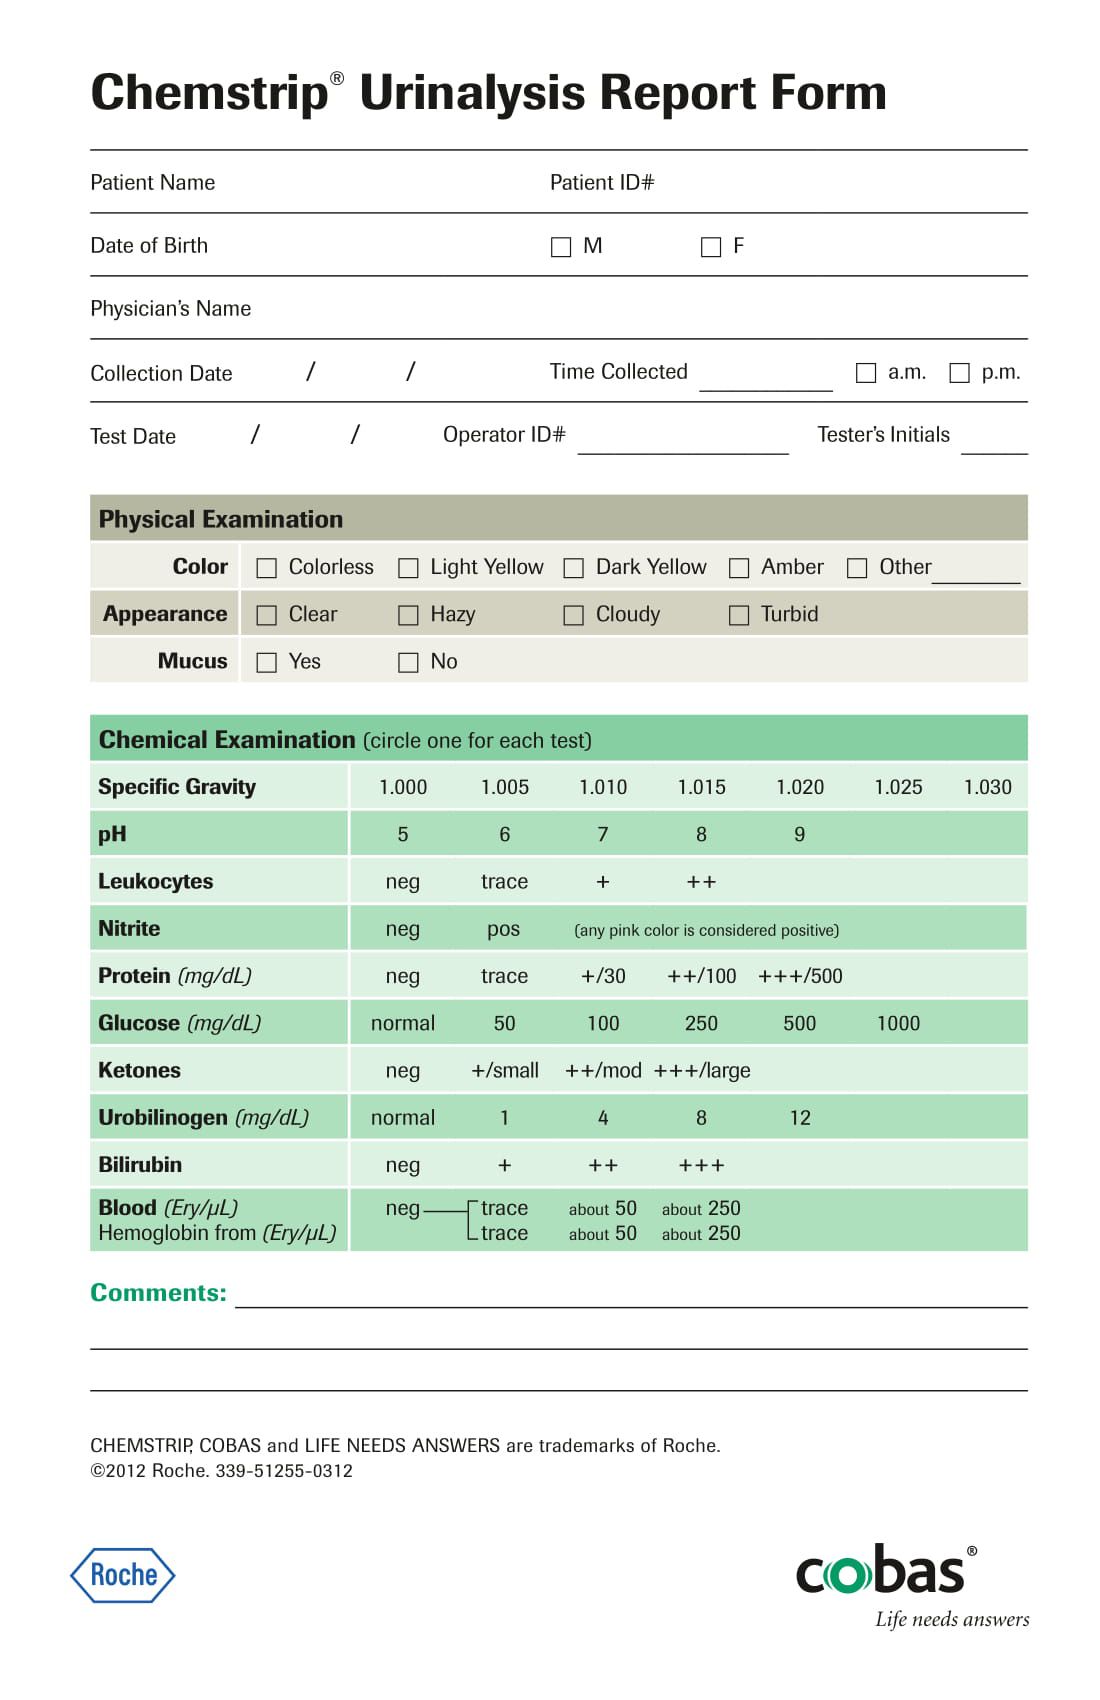 Chemstrip® Urinalysis Report Form
Patient Name Patient ID#
Date of Birth M F
Physician's Name
Collection Date / / Time Collected a.m. p.m.
Test Date / / Operator ID# Tester's Initials
Physical Examination
Color Colorless Light Yellow Dark Yellow Amber Other
Appearance Clear Hazy Cloudy Turbid
Mucus Yes No
Chemical Examination (circle one for each test)
Specific Gravity 1.000 1.005 1.010 1.015 1.020 1.025 1.030
pH 5 6 7 8 9
Leukocytes neg trace + ++
Nitrite neg pos (any pink color is considered positive)
Protein (mg/dL) neg trace +/30 ++/100 +++/500
Glucose (mg/dL) normal 50 100 250 500 1000
Ketones neg +/small ++/mod +++/large
Urobilinogen (mg/dL) normal 1 4 8 12
Bilirubin neg + ++ +++
Blood (Ery/µL) neg trace about 50 about 250
Hemoglobin from (Ery/µL) trace about 50 about 250
Comments:
CHEMSTRIP, COBAS and LIFE NEEDS ANSWERS are trademarks of Roche.
©2012 Roche. 339-51255-0312
Roche
cobas®
Life needs answers